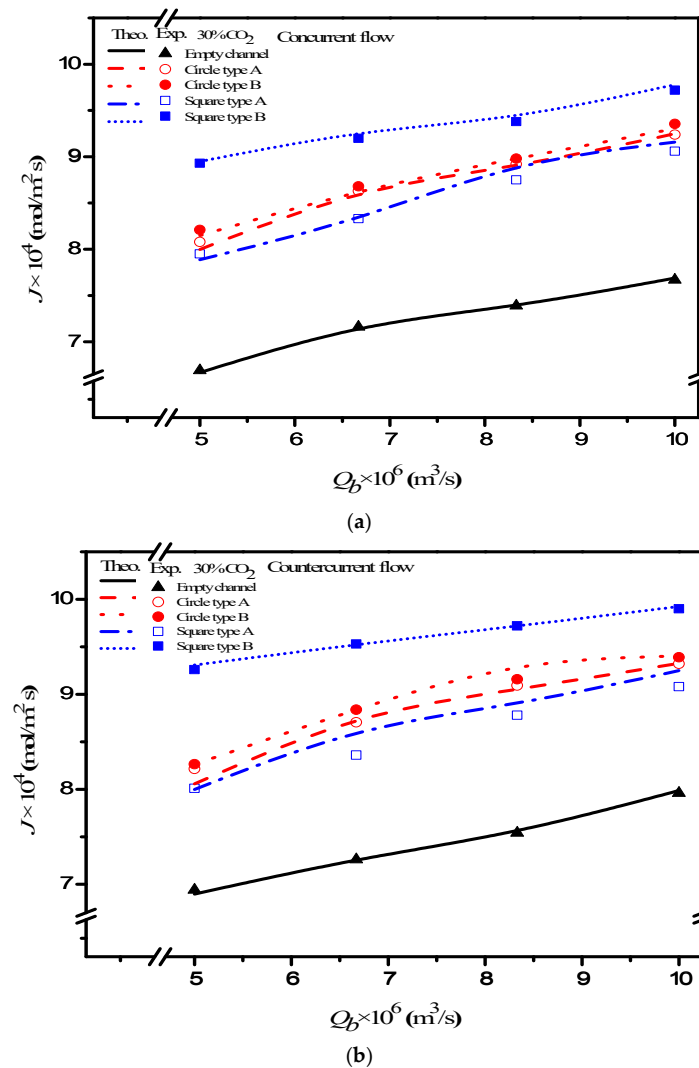 Theo. Exp. 30%CO2 Concurrent flow
Empty channel
Circle type A
Circle type B
Square type A
Square type B
10
9
8
7
J×10^4 (mol/m^2 s)
5 6 7 8 9 10
Q_b×10^6 (m^3/s)
(a)
Theo. Exp. 30%CO2 Countercurrent flow
Empty channel
Circle type A
Circle type B
Square type A
Square type B
10
9
8
7
J×10^4 (mol/m^2 s)
5 6 7 8 9 10
Q_b×10^6 (m^3/s)
(b)